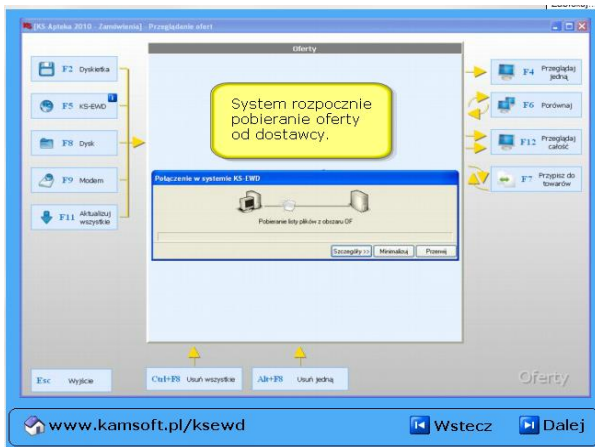 [KS-Apteka 2010 - Zamówienia] - Przeglądanie ofert
Oferty
F2 Dyskietka
F5 KS-EWD
F8 Dysk
F9 Modem
F11 Aktualizuj
wszystkie
System rozpocznie
pobieranie oferty
od dostawcy.
Połączenie w systemie KS-EWD
Pobieranie listy plików z obszaru OF
Szczegóły >> Minimalizuj Przerwij
F4 Przeglądaj
jedną
F6 Porównaj
F12 Przeglądaj
całość
F7 Przypisz do
towarów
Esc Wyjście
Ctrl+F8 Usuń wszystkie
Alt+F8 Usuń jedną
Oferty
www.kamsoft.pl/ksewd
Wstecz
Dalej